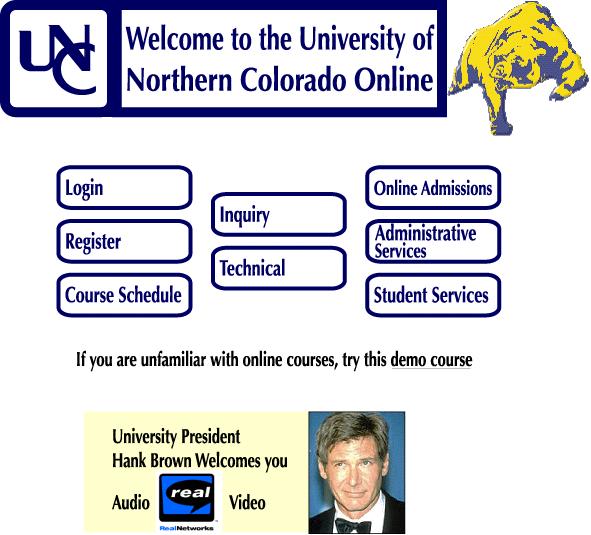 UNC
Welcome to the University of
Northern Colorado Online
Login
Register
Course Schedule
Inquiry
Technical
Online Admissions
Administrative
Services
Student Services
If you are unfamiliar with online courses, try this demo course
University President
Hank Brown Welcomes you
Audio
real
RealNetworks™
Video